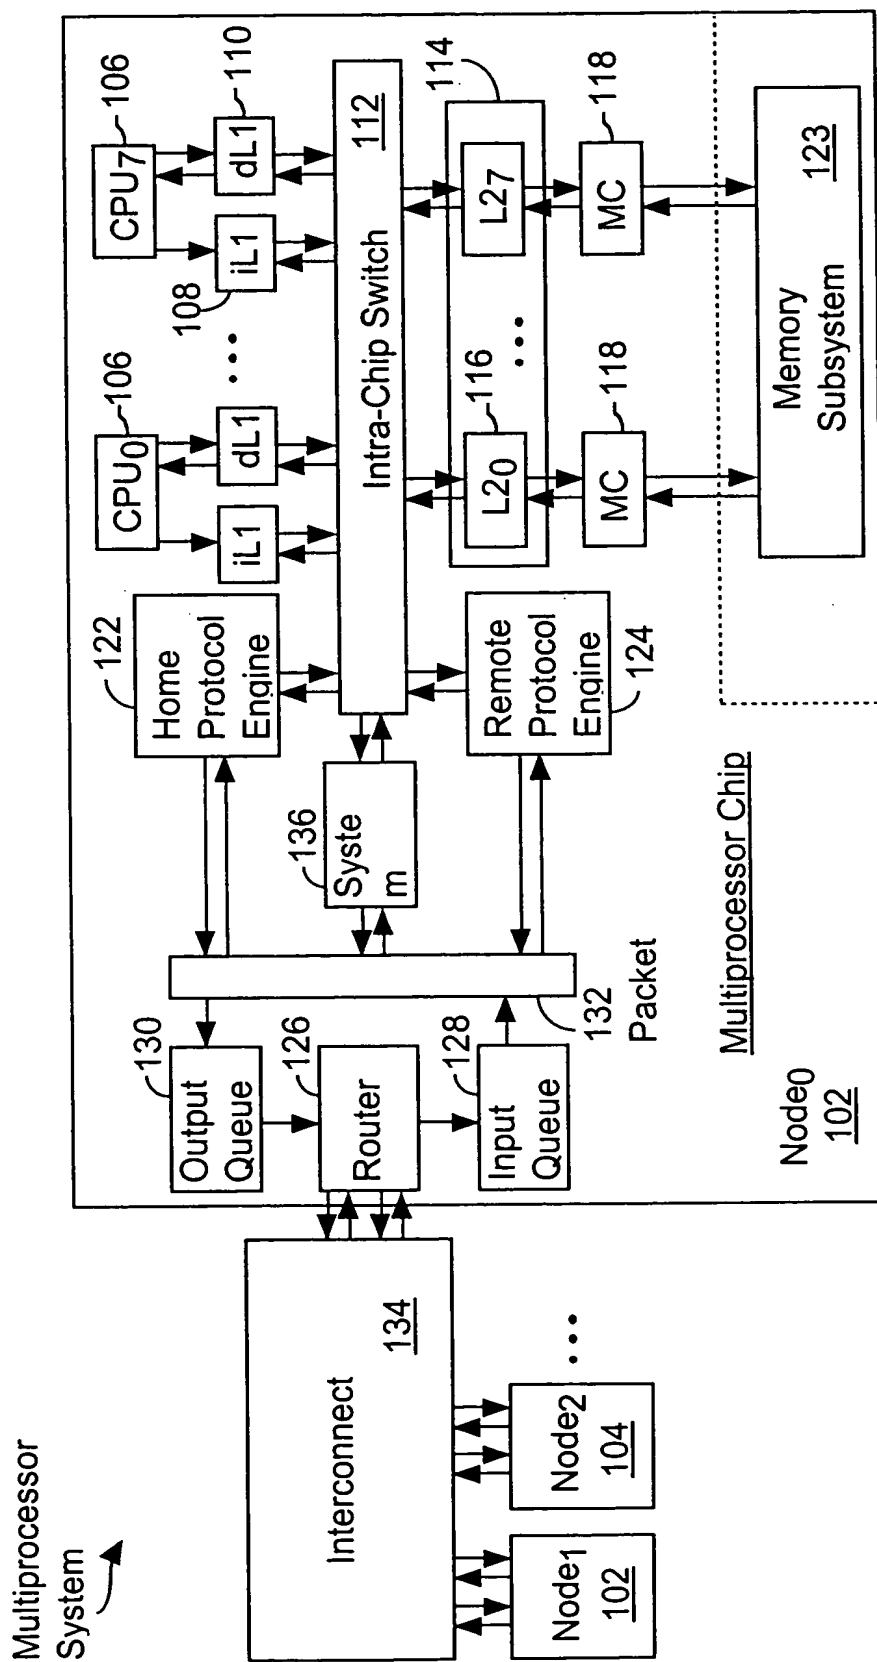 Multiprocessor
System
Interconnect
134
Node1
102
Node2
104
• • •
130
Output
Queue
126
Router
128
Input
Queue
132
Packet
136
Syste
m
122
Home
Protocol
Engine
Remote
Protocol
Engine
124
CPU0
106
iL1
dL1
• • •
CPU7
106
iL1
108
dL1
110
Intra-Chip Switch
112
114
L20
116
• • •
L27
MC
118
MC
118
Memory
Subsystem
123
Multiprocessor Chip
Node0
102